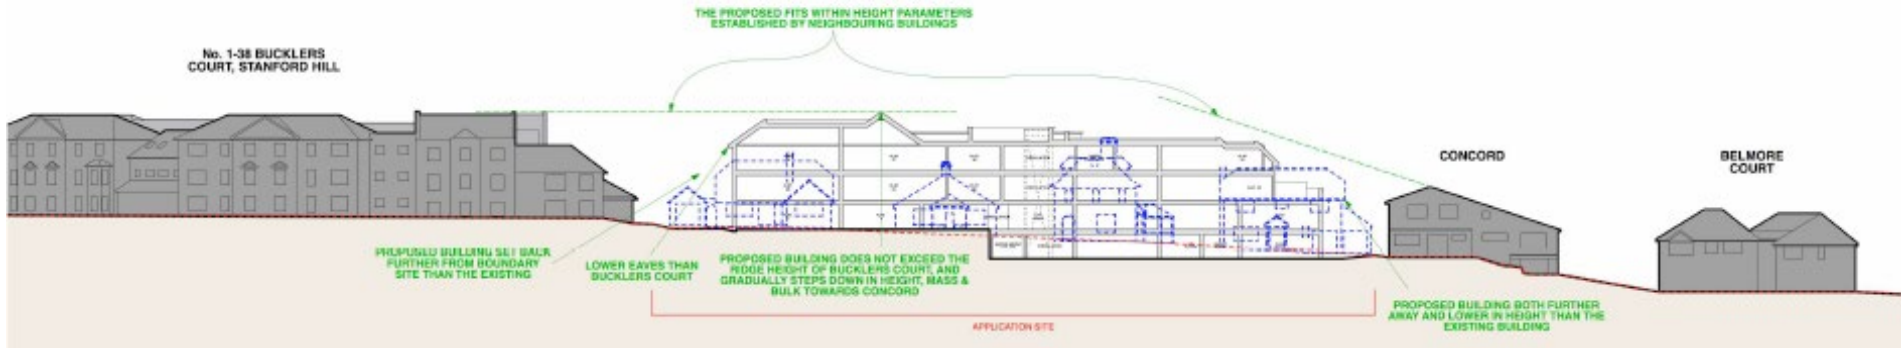 THE PROPOSED FITS WITHIN HEIGHT PARAMETERS
ESTABLISHED BY NEIGHBOURING BUILDINGS
No. 1-38 BUCKLERS
COURT, STANFORD HILL
CONCORD
BELMORE
COURT
PROPOSED BUILDING SET BACK
FURTHER FROM BOUNDARY
SITE THAN THE EXISTING
LOWER EAVES THAN
BUCKLERS COURT
PROPOSED BUILDING DOES NOT EXCEED THE
RIDGE HEIGHT OF BUCKLERS COURT, AND
GRADUALLY STEPS DOWN IN HEIGHT, MASS &
BULK TOWARDS CONCORD
PROPOSED BUILDING BOTH FURTHER
AWAY AND LOWER IN HEIGHT THAN THE
EXISTING BUILDING
APPLICATION SITE